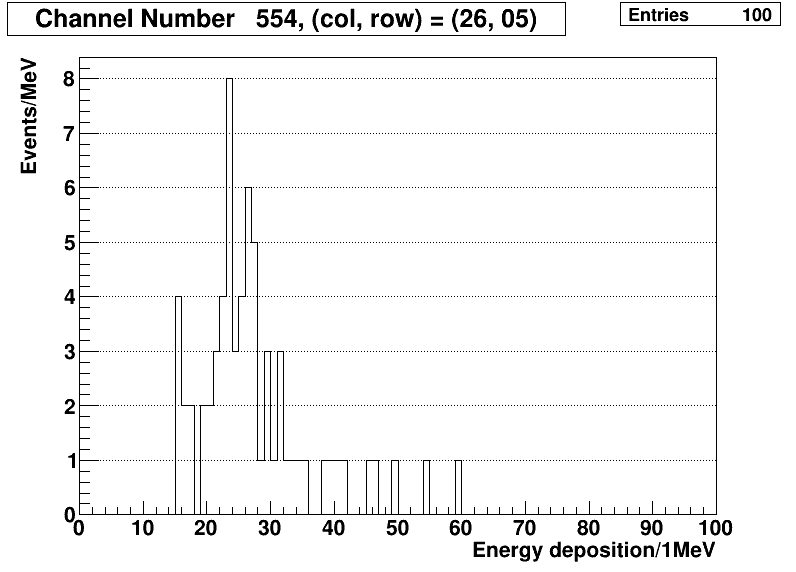 Channel Number 554, (col, row) = (26, 05)
Entries 100
Events/MeV
8
7
6
5
4
3
2
1
0
0 10 20 30 40 50 60 70 80 90 100
Energy deposition/1MeV